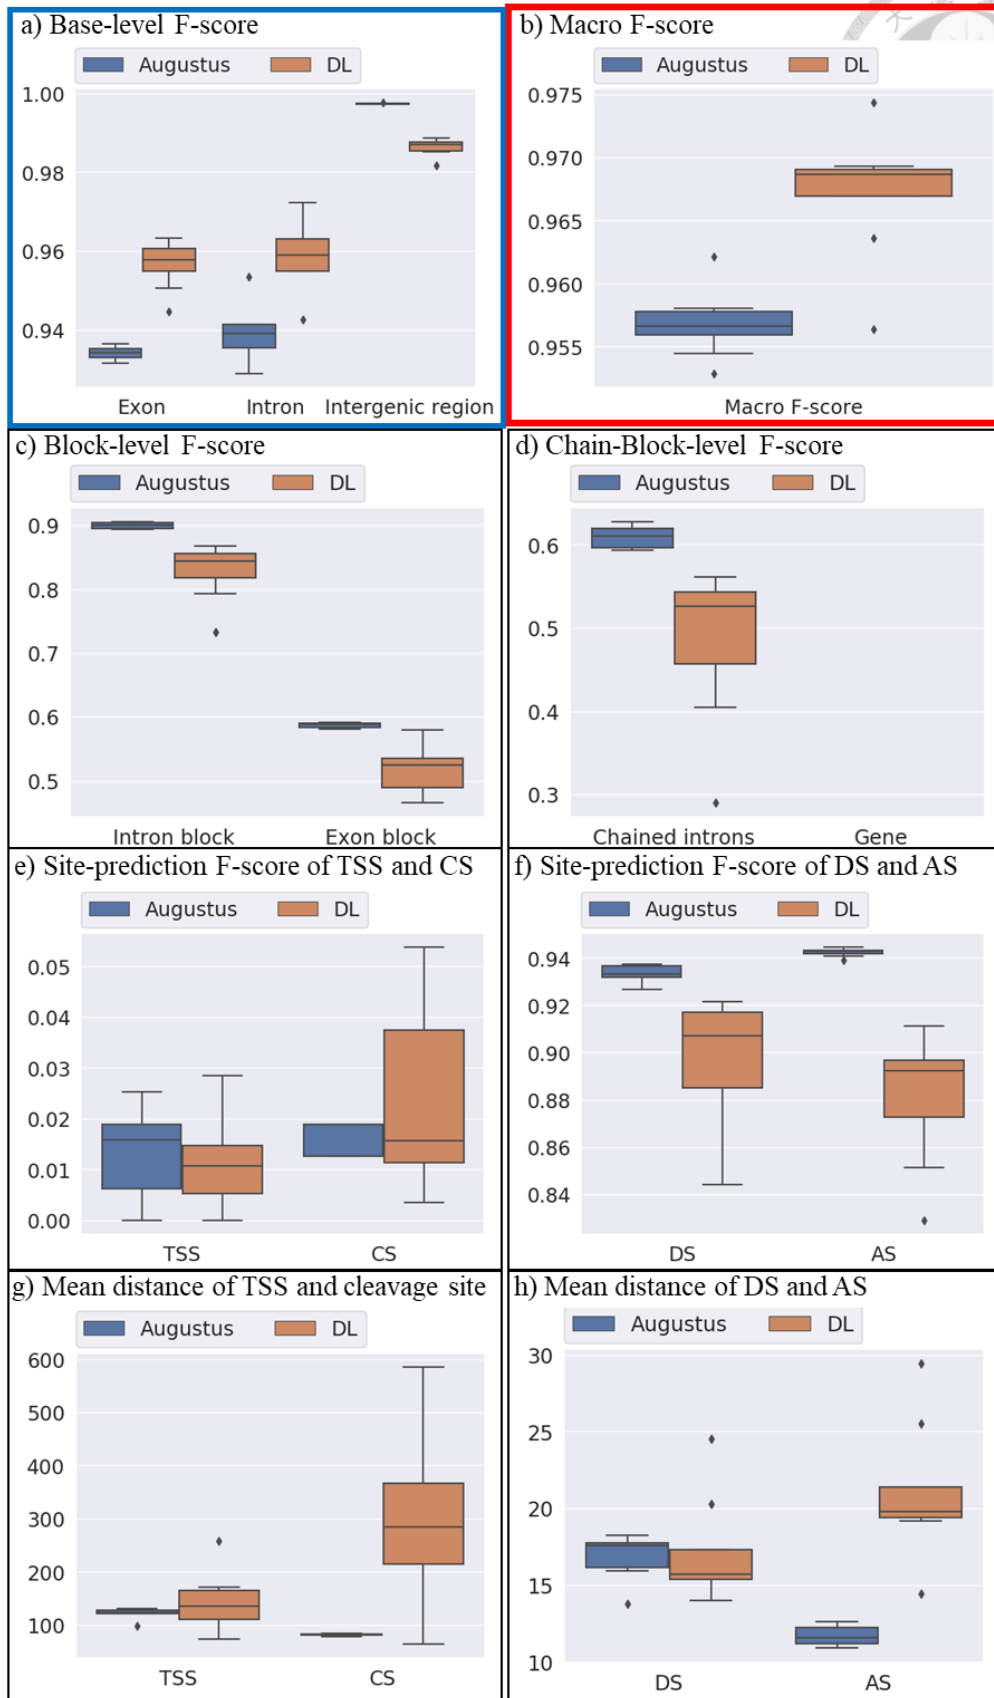 a) Base-level F-score
Augustus DL
1.00
0.98
0.96
0.94
Exon Intron Intergenic region
b) Macro F-score
Augustus DL
0.975
0.970
0.965
0.960
0.955
Macro F-score
c) Block-level F-score
Augustus DL
0.9
0.8
0.7
0.6
0.5
Intron block Exon block
d) Chain-Block-level F-score
Augustus DL
0.6
0.5
0.4
0.3
Chained introns Gene
e) Site-prediction F-score of TSS and CS
Augustus DL
0.05
0.04
0.03
0.02
0.01
0.00
TSS CS
f) Site-prediction F-score of DS and AS
Augustus DL
0.94
0.92
0.90
0.88
0.86
0.84
DS AS
g) Mean distance of TSS and cleavage site
Augustus DL
600
500
400
300
200
100
TSS CS
h) Mean distance of DS and AS
Augustus DL
30
25
20
15
10
DS AS